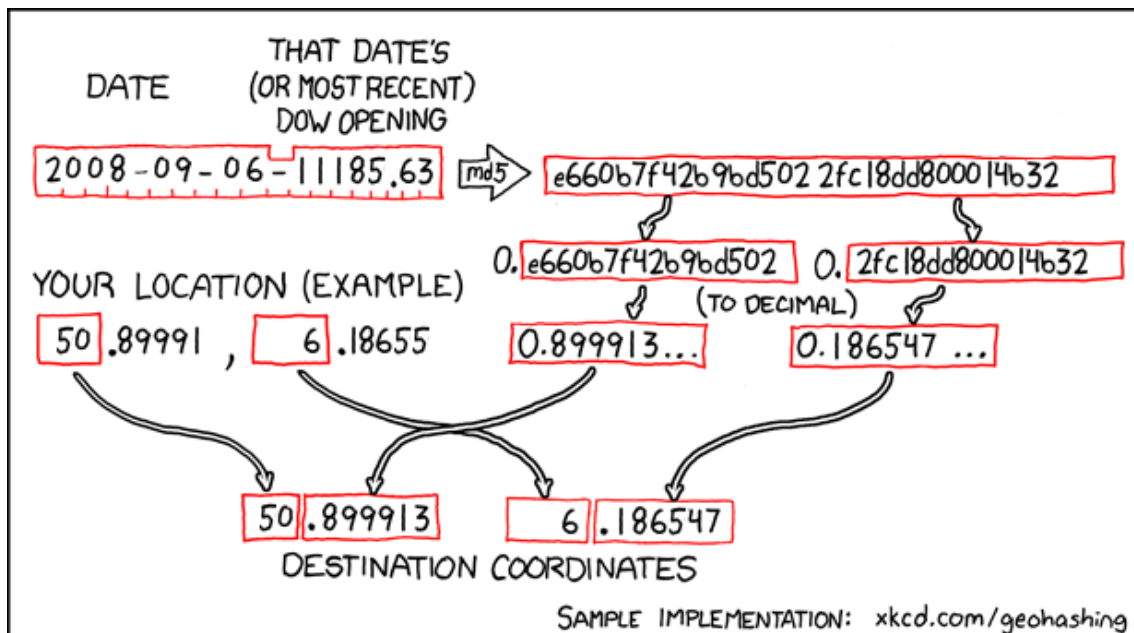 DATE
THAT DATE'S
(OR MOST RECENT)
DOW OPENING
2008-09-06-11185.63
md5
e660b7f42b9bd502 2fc18dd800014b32
0. e660b7f42b9bd502
0. 2fc18dd800014b32
(TO DECIMAL)
YOUR LOCATION (EXAMPLE)
50 .89991 , 6 .18655
0.899913...
0.186547 ...
50 .899913
6 .186547
DESTINATION COORDINATES
SAMPLE IMPLEMENTATION: xkcd.com/geohashing